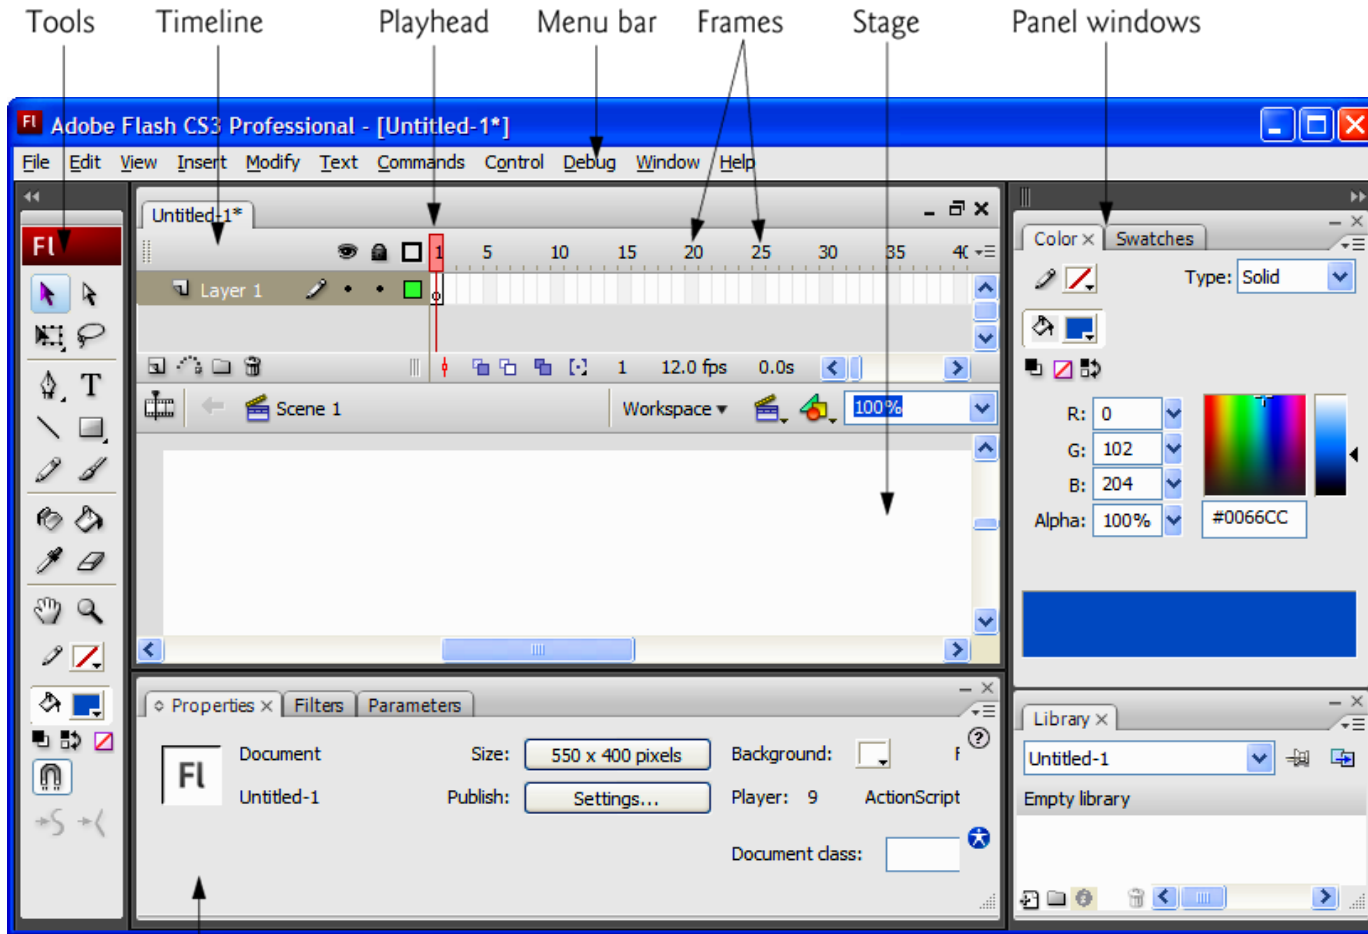 Tools Timeline Playhead Menu bar Frames Stage Panel windows
Fl Adobe Flash CS3 Professional - [Untitled-1*]
File Edit View Insert Modify Text Commands Control Debug Window Help
Untitled-1*
Fl
1 5 10 15 20 25 30 35 40
Layer 1
1 12.0 fps 0.0s
Scene 1 Workspace 100%
T
Color Swatches
Type: Solid
R: 0
G: 102
B: 204
Alpha: 100% #0066CC
Properties Filters Parameters
Fl
Document Size: 550 x 400 pixels Background:
Untitled-1 Publish: Settings... Player: 9 ActionScript
Document class:
Library
Untitled-1
Empty library